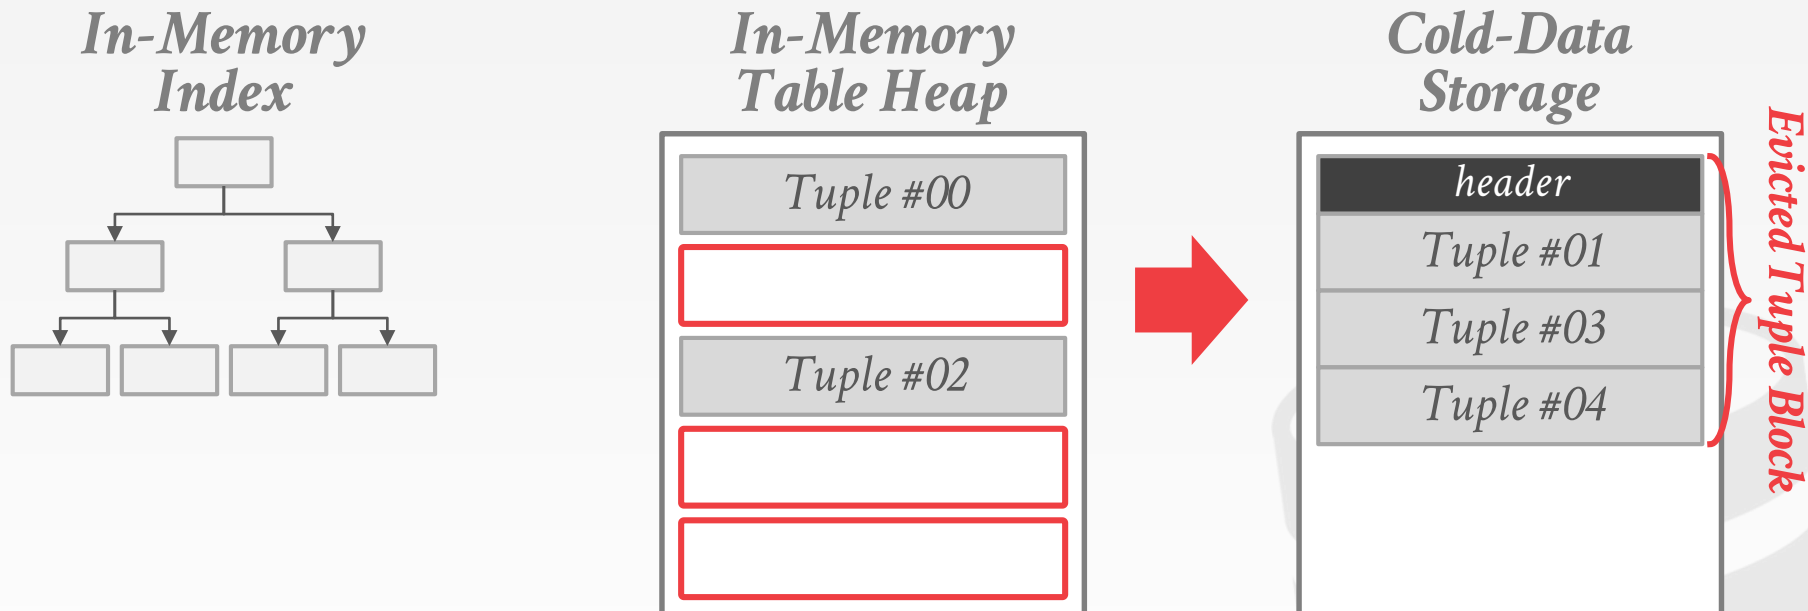 In-Memory
Index
In-Memory
Table Heap
Tuple #00
Tuple #02
Cold-Data
Storage
header
Tuple #01
Tuple #03
Tuple #04
Evicted Tuple Block